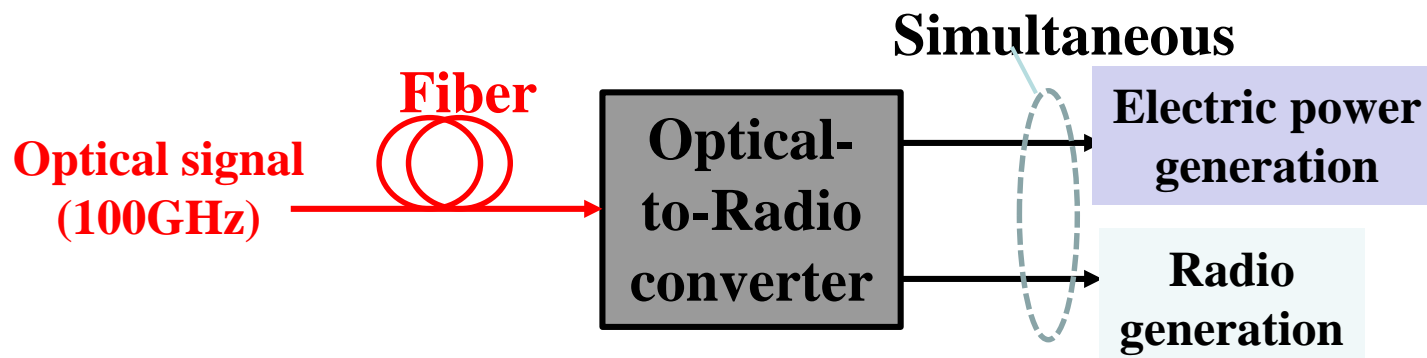 Simultaneous
Fiber
Optical signal
(100GHz)
Optical-
to-Radio
converter
Electric power
generation
Radio
generation